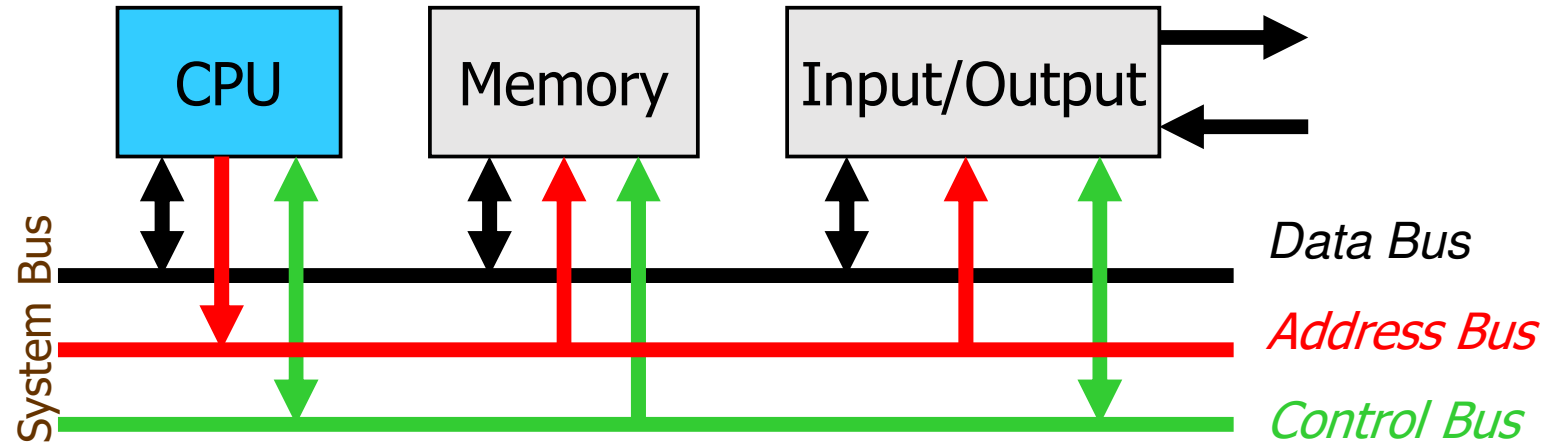 CPU
Memory
Input/Output
System Bus
Data Bus
Address Bus
Control Bus